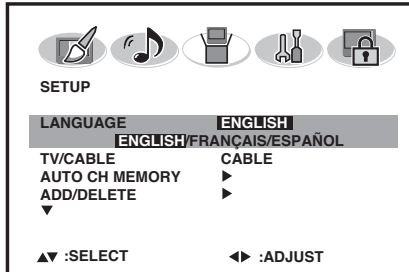 SETUP
LANGUAGE ENGLISH
ENGLISH/FRANÇAIS/ESPAÑOL
TV/CABLE CABLE
AUTO CH MEMORY ▶
ADD/DELETE ▶
▼
▲▼ :SELECT ◀▶ :ADJUST